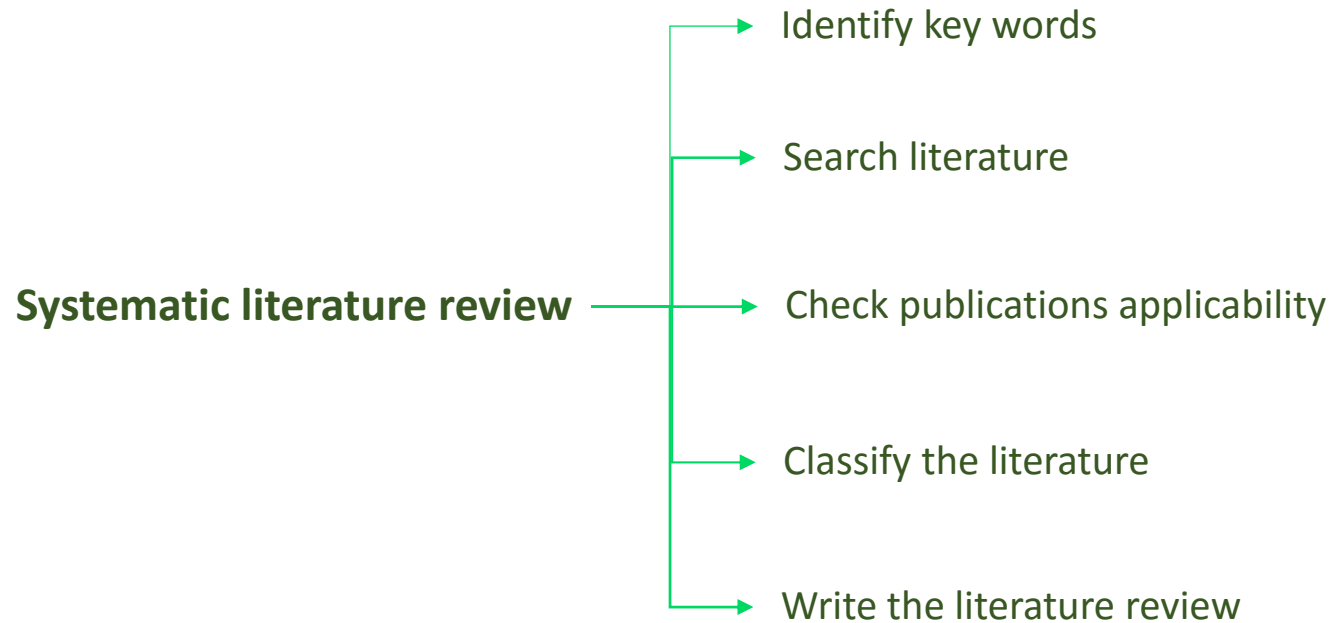 Identify key words
Search literature
Systematic literature review
Check publications applicability
Classify the literature
Write the literature review